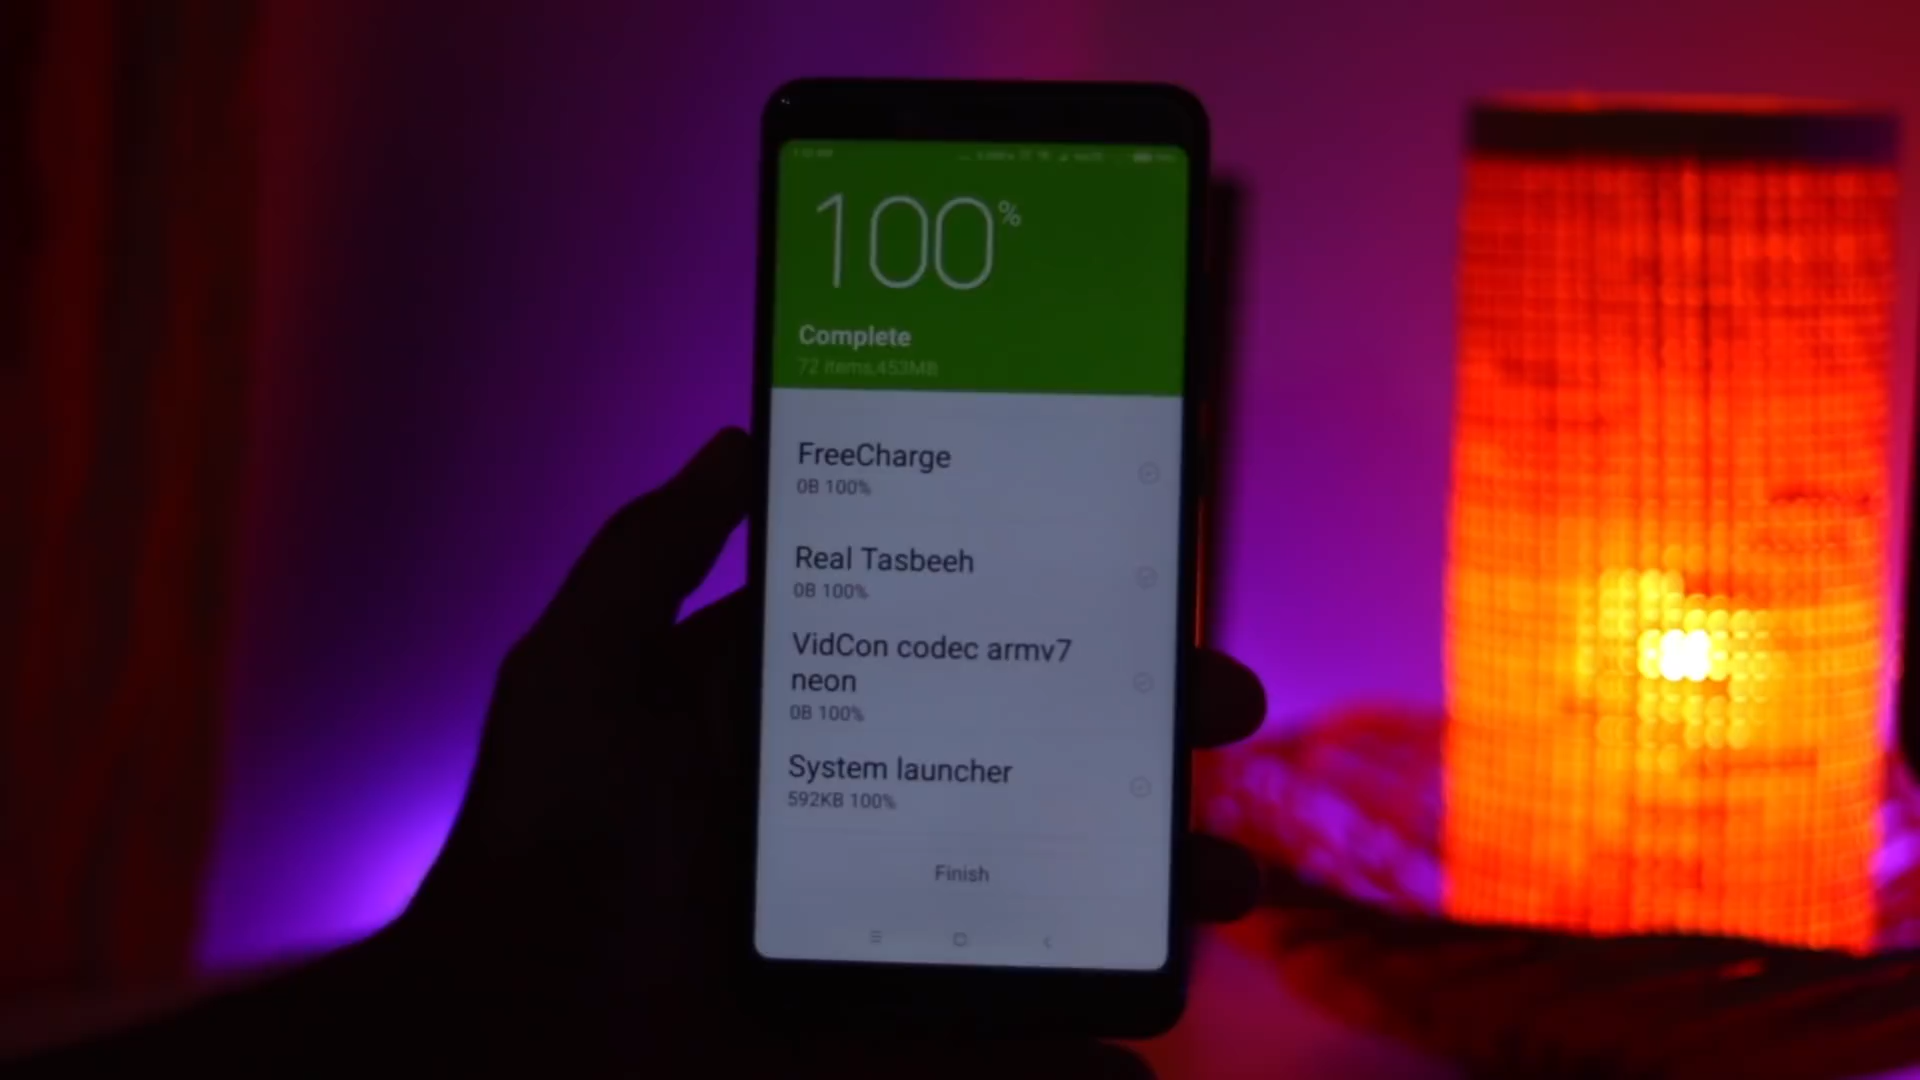 100%
Complete
72 items,453MB
FreeCharge
0B 100%
Real Tasbeeh
0B 100%
VidCon codec armv7
neon
0B 100%
System launcher
592KB 100%
Finish